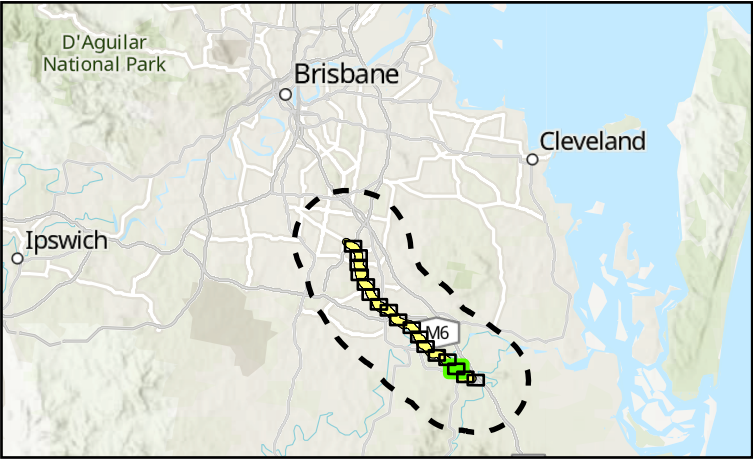 D'Aguilar
National Park
Brisbane
Cleveland
Ipswich
M6